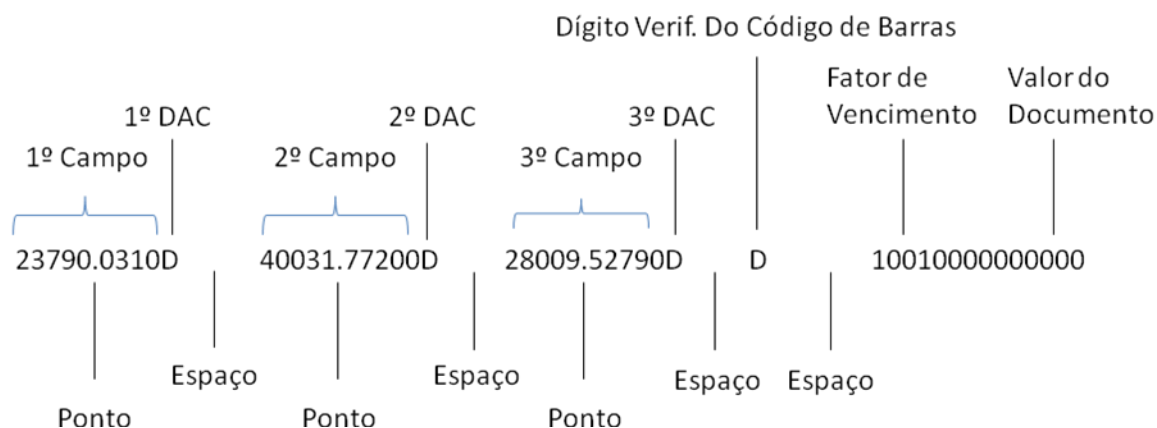 Dígito Verif. Do Código de Barras
Fator de Vencimento
Valor do Documento
1º DAC
2º DAC
3º DAC
1º Campo
2º Campo
3º Campo
23790.0310D 40031.77200D 28009.52790D D 10010000000000
Espaço
Espaço
Espaço
Espaço
Ponto
Ponto
Ponto